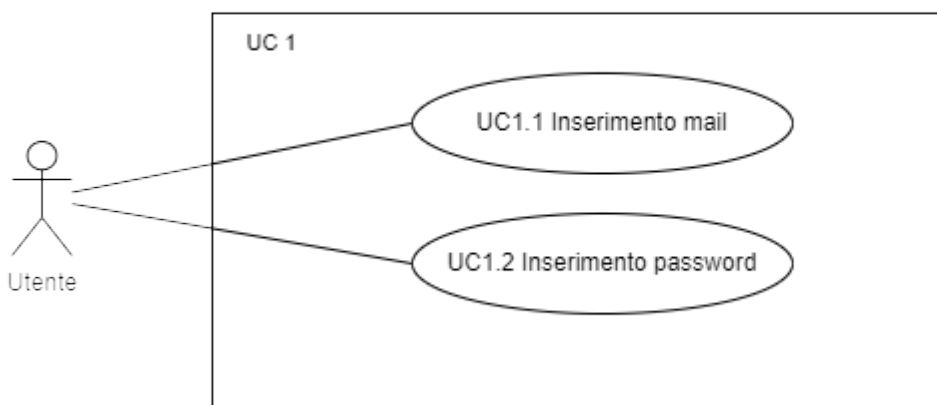 UC 1
UC1.1 Inserimento mail
UC1.2 Inserimento password
Utente